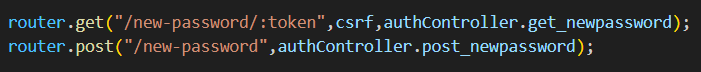 router.get("/new-password/:token",csrf,authController.get_newpassword);
router.post("/new-password",authController.post_newpassword);